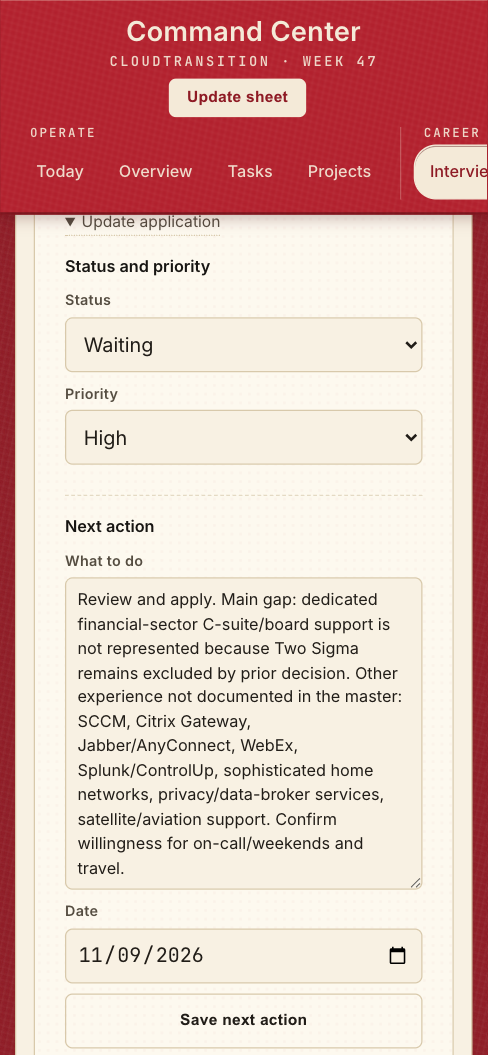 Command Center
CLOUDTRANSITION · WEEK 47
Update sheet
OPERATE
CAREER
Today
Overview
Tasks
Projects
Intervie
▼ Update application
Status and priority
Status
Waiting
Priority
High
Next action
What to do
Review and apply. Main gap: dedicated
financial-sector C-suite/board support is
not represented because Two Sigma
remains excluded by prior decision. Other
experience not documented in the master:
SCCM, Citrix Gateway,
Jabber/AnyConnect, WebEx,
Splunk/ControlUp, sophisticated home
networks, privacy/data-broker services,
satellite/aviation support. Confirm
willingness for on-call/weekends and
travel.
Date
11/09/2026
Save next action